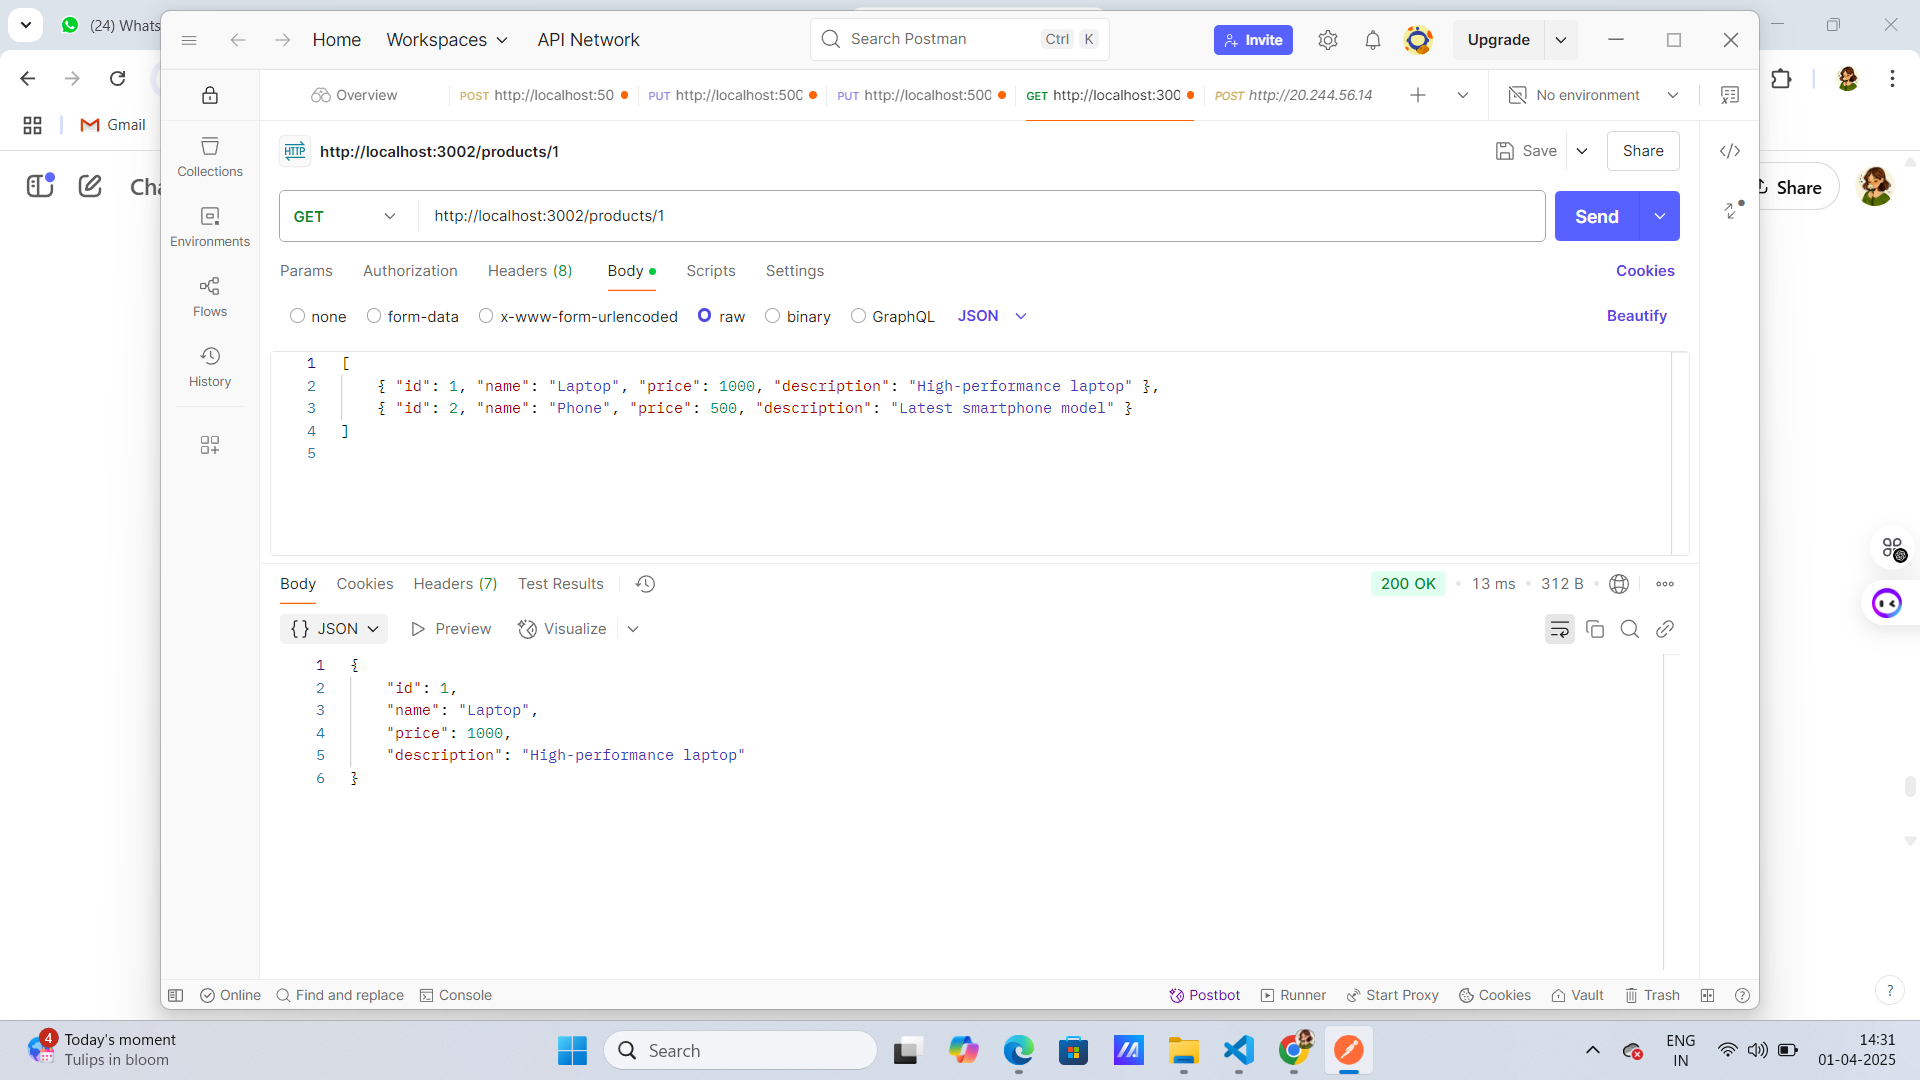 (24) Whats
Home Workspaces API Network Search Postman Ctrl K Invite Upgrade
Overview POST http://localhost:50 PUT http://localhost:500 PUT http://localhost:500 GET http://localhost:300 POST http://20.244.56.14 No environment
Gmail
HTTP http://localhost:3002/products/1 Save Share
Collections
Cha
Share
GET http://localhost:3002/products/1 Send
Environments
Params Authorization Headers (8) Body Scripts Settings Cookies
Flows
none form-data x-www-form-urlencoded raw binary GraphQL JSON Beautify
History
1 [
2 { "id": 1, "name": "Laptop", "price": 1000, "description": "High-performance laptop" },
3 { "id": 2, "name": "Phone", "price": 500, "description": "Latest smartphone model" }
4 ]
5
Body Cookies Headers (7) Test Results 200 OK 13 ms 312 B
{} JSON Preview Visualize
1 {
2 "id": 1,
3 "name": "Laptop",
4 "price": 1000,
5 "description": "High-performance laptop"
6 }
Online Find and replace Console Postbot Runner Start Proxy Cookies Vault Trash
?
4 Today's moment
Tulips in bloom
Search
ENG
IN
14:31
01-04-2025